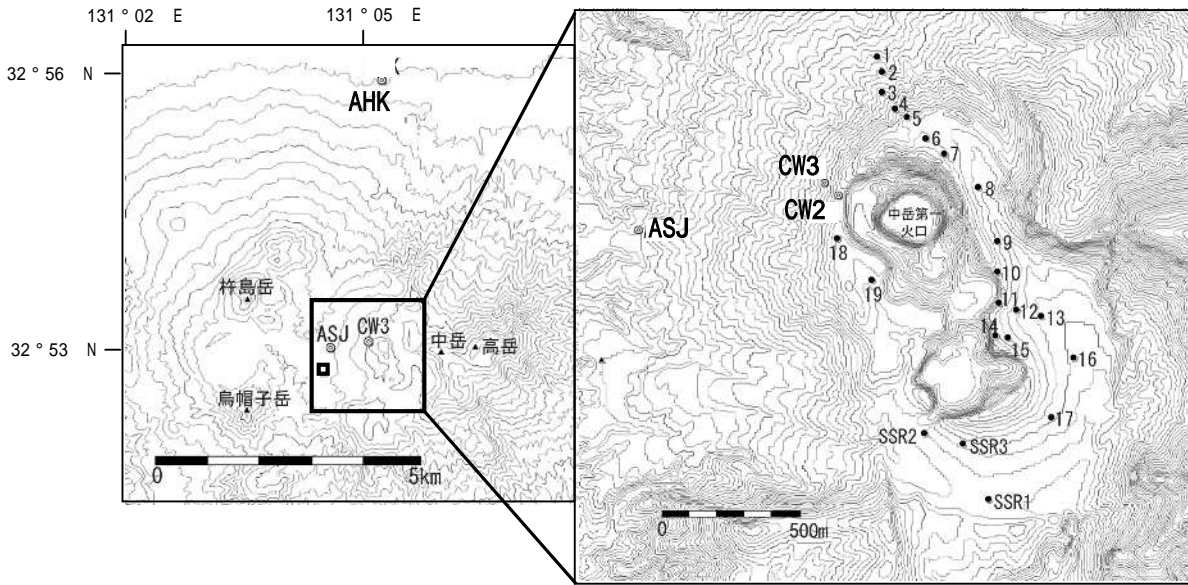 131 ° 02 E
131 ° 05 E
32 ° 56 N
AHK
杵島岳
ASJ
CW3
中岳
高岳
32 ° 53 N
烏帽子岳
0
5km
1
2
3
4
5
6
7
CW3
8
CW2
中岳第一
火口
ASJ
18
9
10
19
11
12
13
14
15
16
17
SSR2
SSR3
SSR1
0
500m